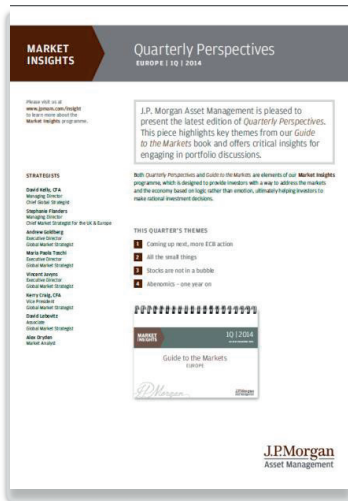 MARKET
INSIGHTS
Quarterly Perspectives
EUROPE | 1Q | 2014
Please visit us at
www.jpmam.com/insight
to learn more about the
Market Insights programme.
J.P. Morgan Asset Management is pleased to
present the latest edition of Quarterly Perspectives.
This piece highlights key themes from our Guide
to the Markets book and offers critical insights for
engaging in portfolio discussions.
Both Quarterly Perspectives and Guide to the Markets are elements of our Market Insights
programme, which is designed to provide investors with a way to address the markets
and the economy based on logic rather than emotion, ultimately helping investors to
make rational investment decisions.
STRATEGISTS
David Kelly, CFA
Managing Director
Chief Global Strategist
Stephanie Flanders
Managing Director
Chief Market Strategist for the UK & Europe
Andrew Goldberg
Executive Director
Global Market Strategist
Maria Paola Toschi
Executive Director
Global Market Strategist
Vincent Juvyns
Executive Director
Global Market Strategist
Kerry Craig, CFA
Vice President
Global Market Strategist
David Lebovitz
Associate
Global Market Strategist
Alex Dryden
Market Analyst
THIS QUARTER'S THEMES
1 Coming up next, more ECB action
2 All the small things
3 Stocks are not in a bubble
4 Abenomics – one year on
MARKET
INSIGHTS
1Q | 2014
Guide to the Markets
EUROPE
J.P.Morgan
J.P.Morgan
Asset Management